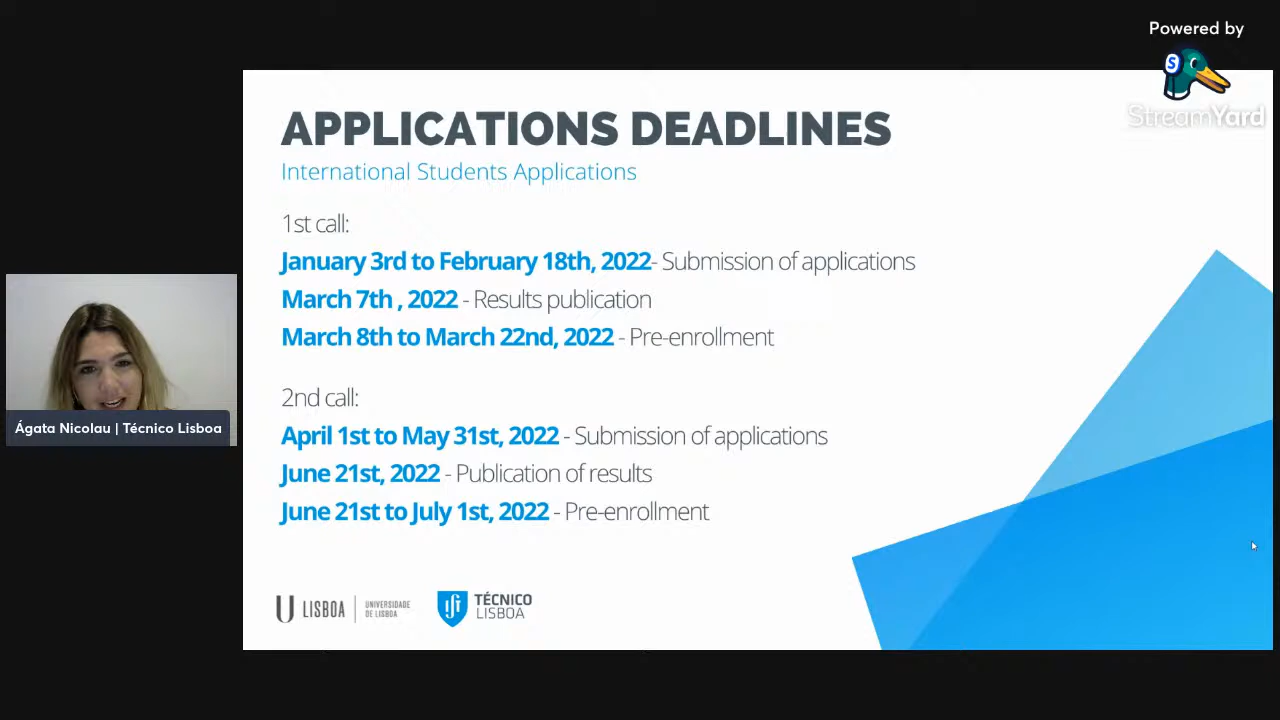 Powered by
StreamYard
APPLICATIONS DEADLINES
International Students Applications
1st call:
January 3rd to February 18th, 2022- Submission of applications
March 7th , 2022 - Results publication
March 8th to March 22nd, 2022 - Pre-enrollment
2nd call:
April 1st to May 31st, 2022 - Submission of applications
June 21st, 2022 - Publication of results
June 21st to July 1st, 2022 - Pre-enrollment
Ágata Nicolau | Técnico Lisboa
U LISBOA | UNIVERSIDADE
DE LISBOA
TÉCNICO
LISBOA